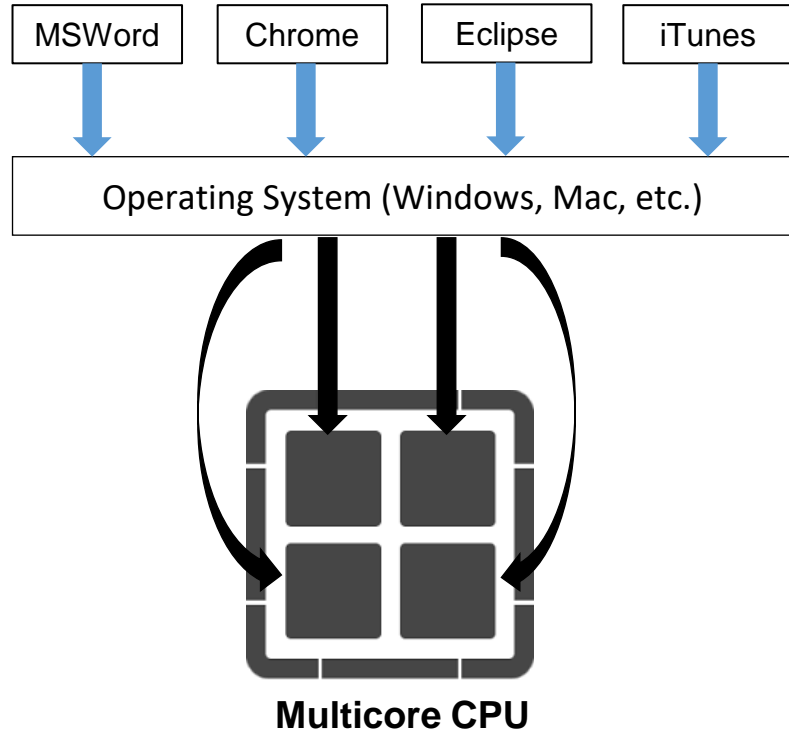 MSWord
Chrome
Eclipse
iTunes
Operating System (Windows, Mac, etc.)
Multicore CPU